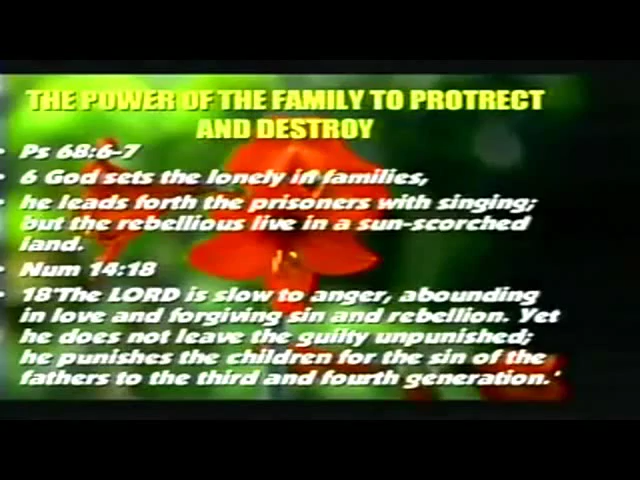 THE POWER OF THE FAMILY TO PROTRECT
AND DESTROY
• Ps 68:6-7
• 6 God sets the lonely in families,
• he leads forth the prisoners with singing;
but the rebellious live in a sun-scorched
land.
• Num 14:18
• 18'The LORD is slow to anger, abounding
in love and forgiving sin and rebellion. Yet
he does not leave the guilty unpunished;
he punishes the children for the sin of the
fathers to the third and fourth generation.'